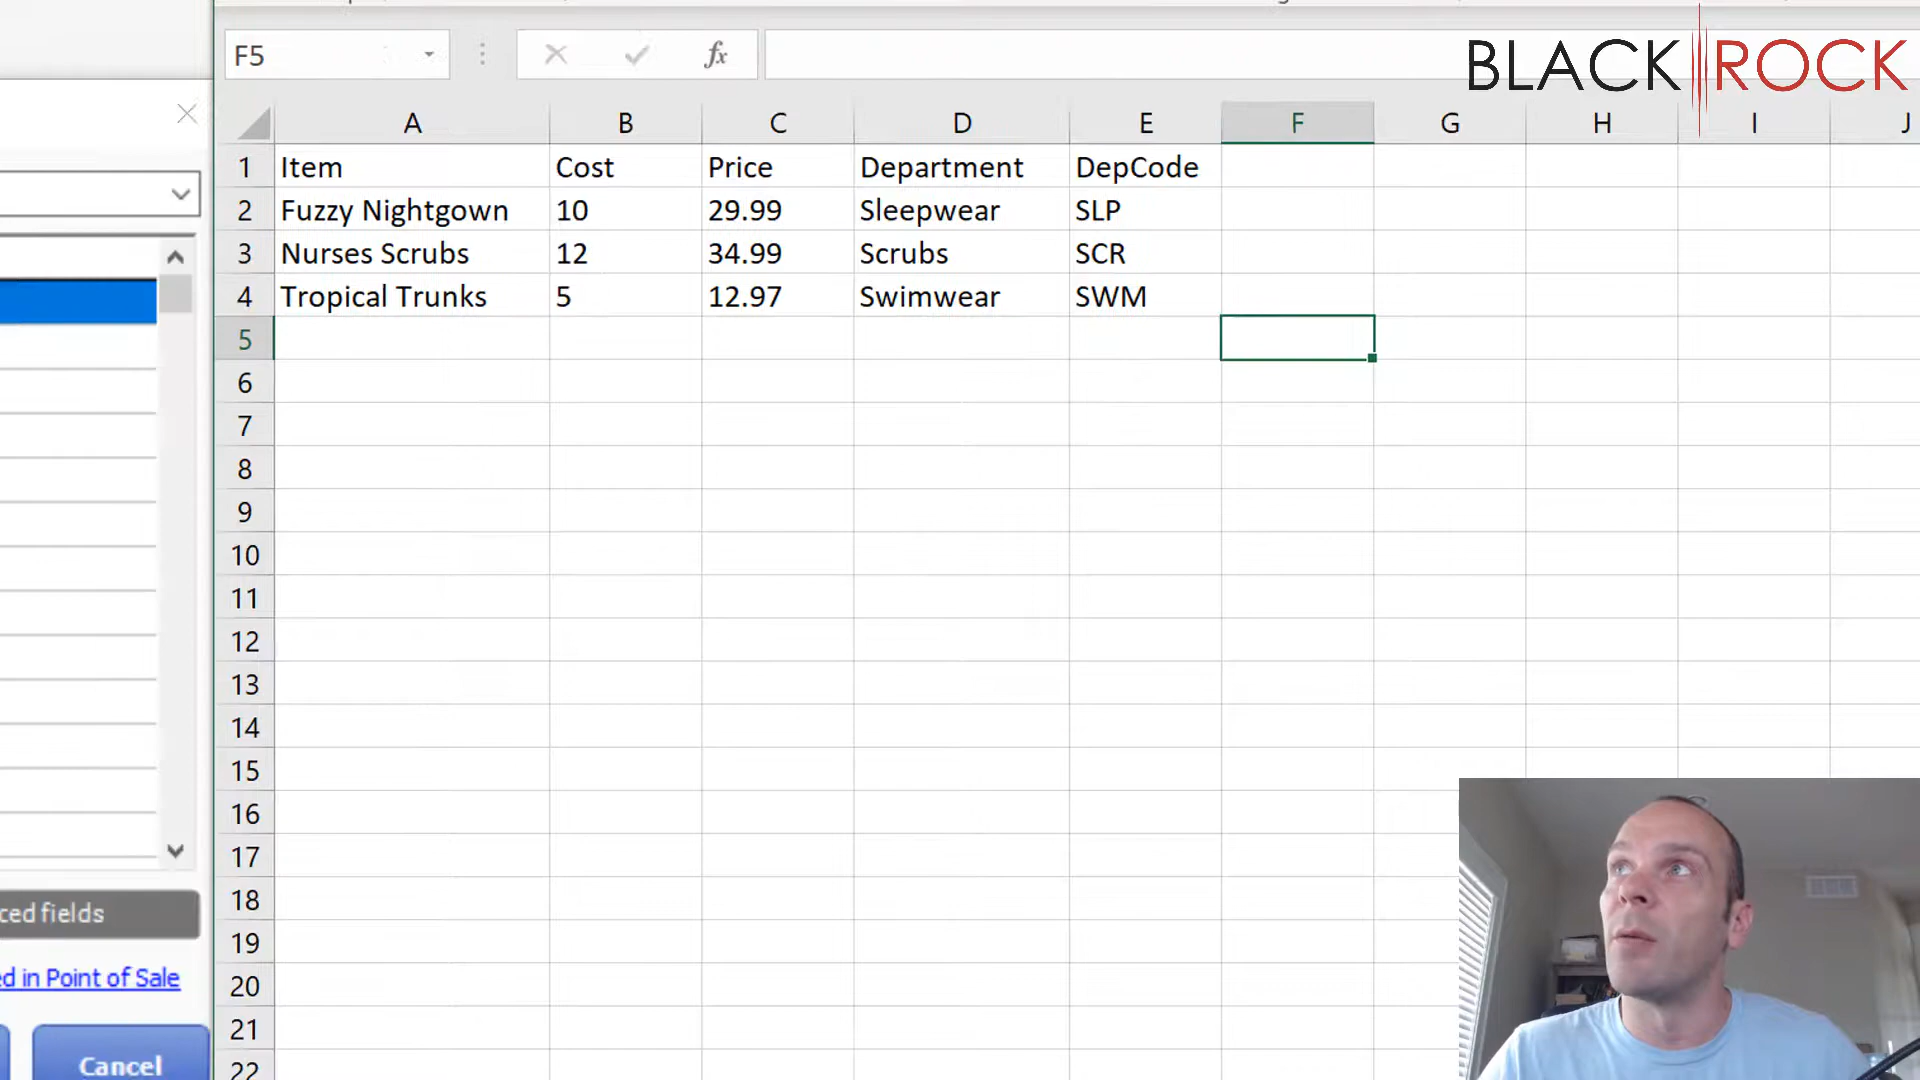 F5
fx
BLACK ROCK
A B C D E F G H I J
1 Item Cost Price Department DepCode
2 Fuzzy Nightgown 10 29.99 Sleepwear SLP
3 Nurses Scrubs 12 34.99 Scrubs SCR
4 Tropical Trunks 5 12.97 Swimwear SWM
5
6
7
8
9
10
11
12
13
14
15
16
17
18
19
20
21
22
ced fields
ed in Point of Sale
Cancel